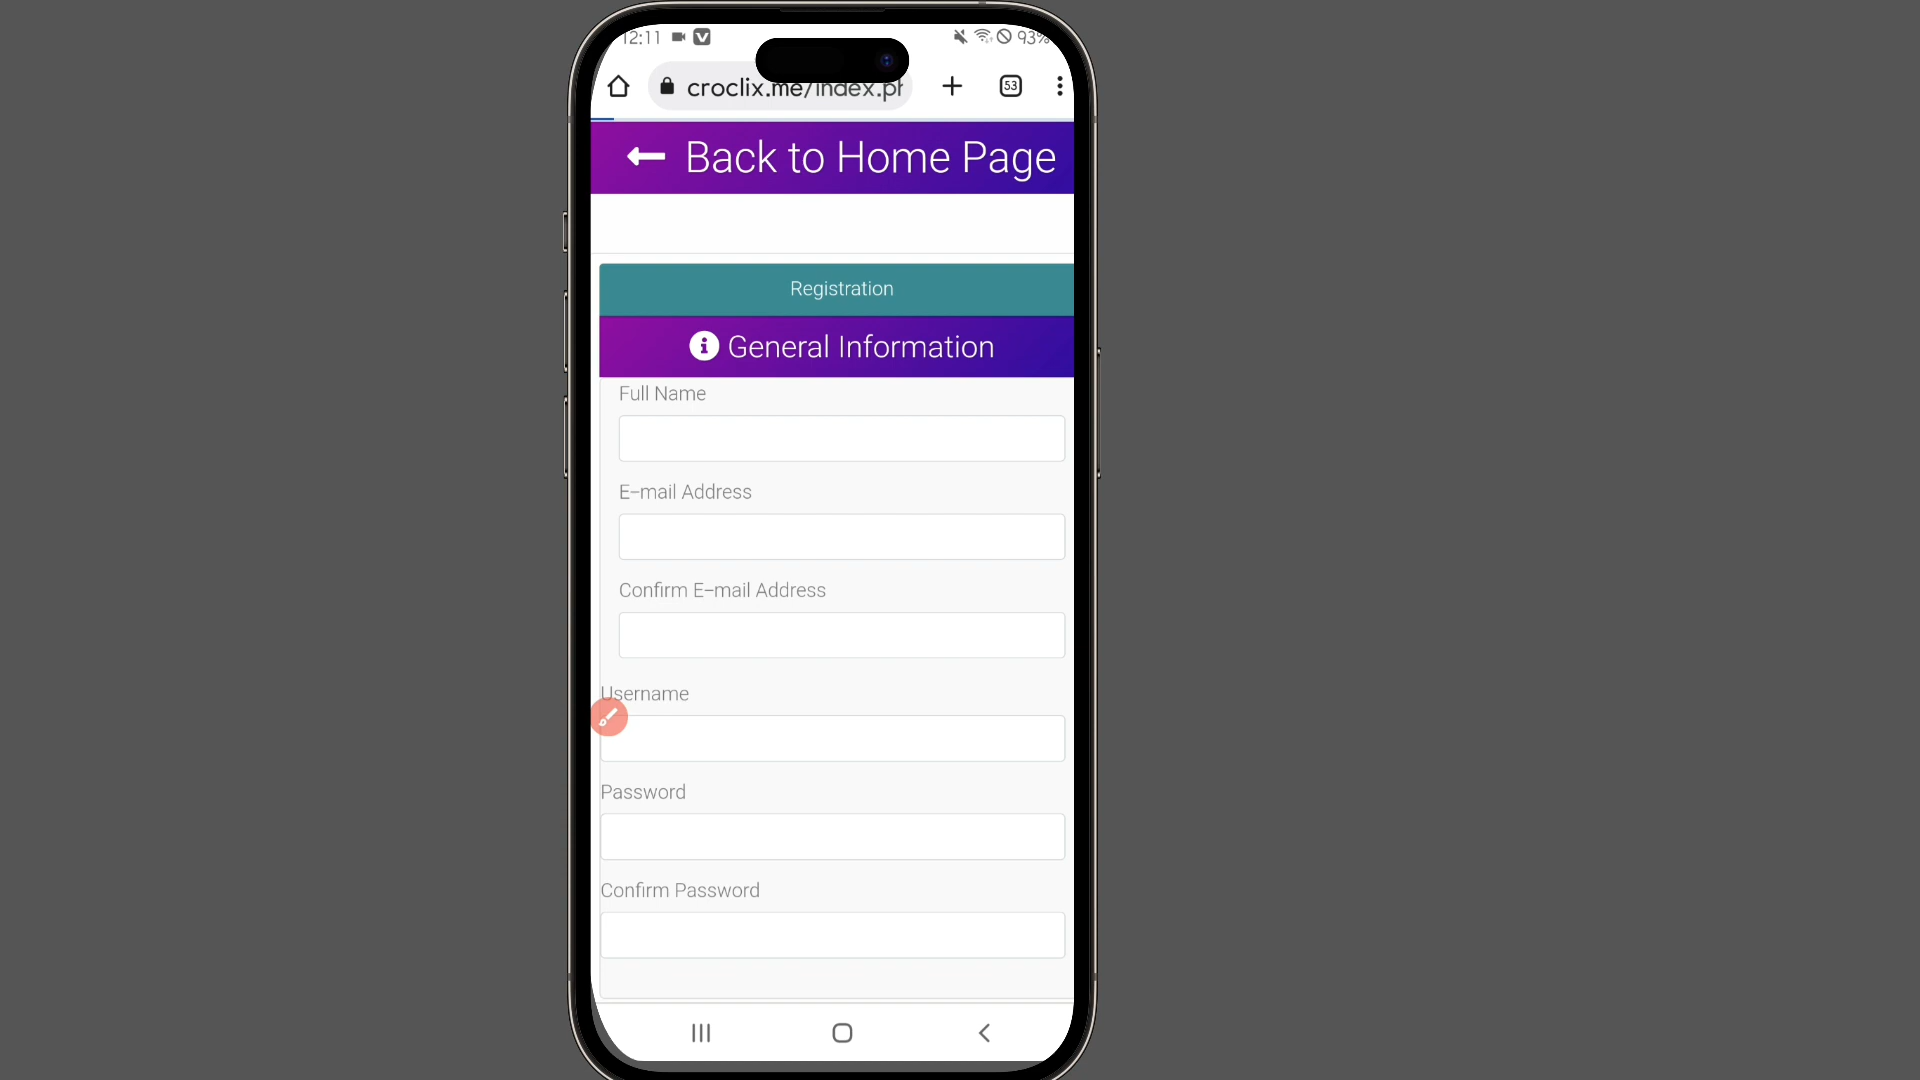 12:11 93%
croclix.me/index.ph 53
Back to Home Page
Registration
General Information
Full Name
E-mail Address
Confirm E-mail Address
Username
Password
Confirm Password